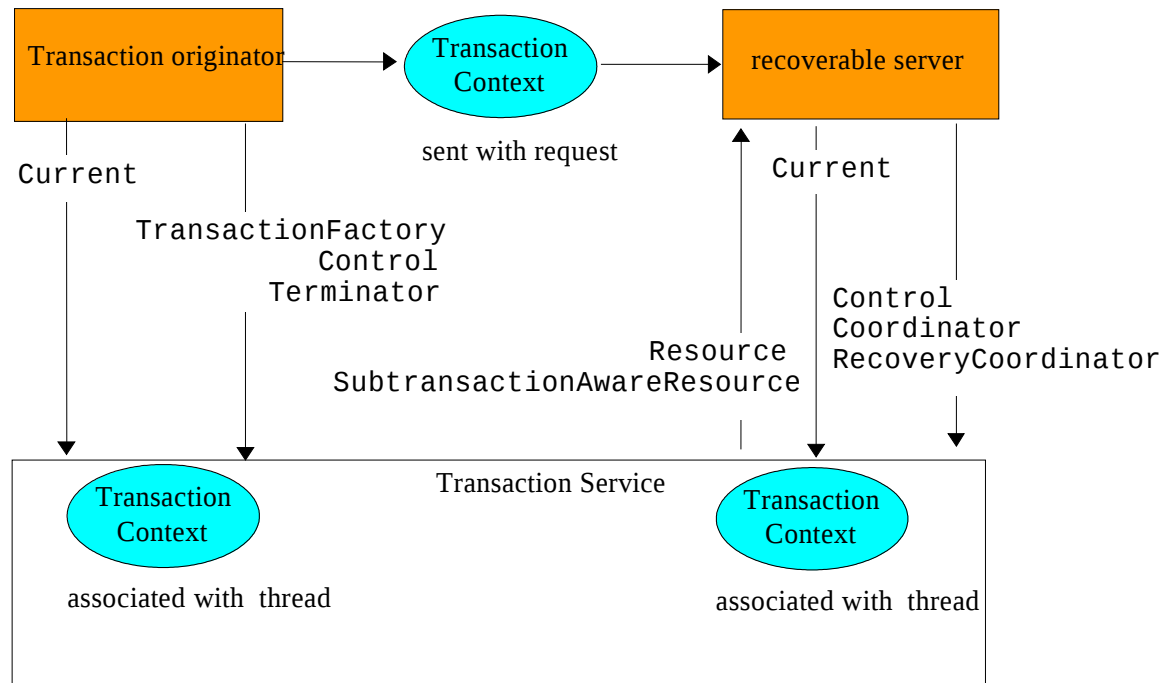 Transaction originator
Transaction
Context
recoverable server
sent with request
Current
Current
TransactionFactory
Control
Terminator
Control
Coordinator
RecoveryCoordinator
Resource
SubtransactionAwareResource
Transaction Service
Transaction
Context
Transaction
Context
associated with  thread
associated with  thread